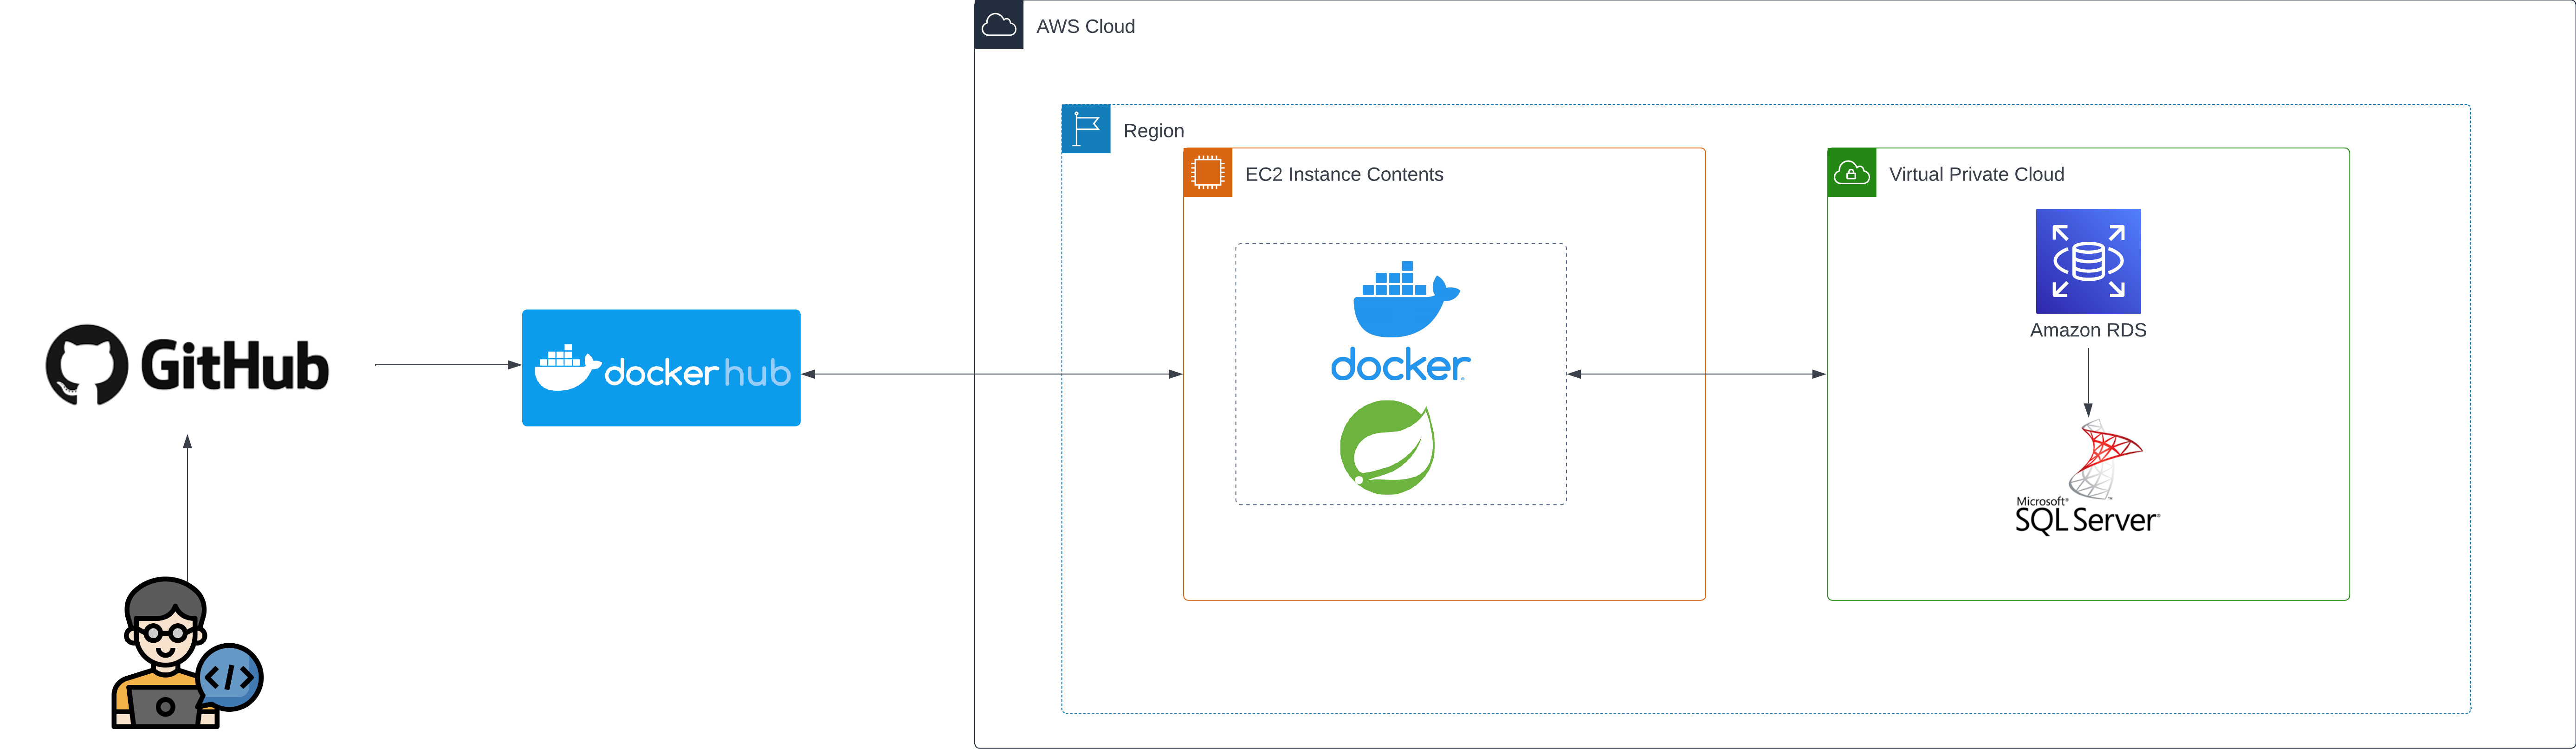 AWS Cloud
Region
EC2 Instance Contents
Virtual Private Cloud
GitHub
docker hub
docker
Amazon RDS
Microsoft®
SQL Server®